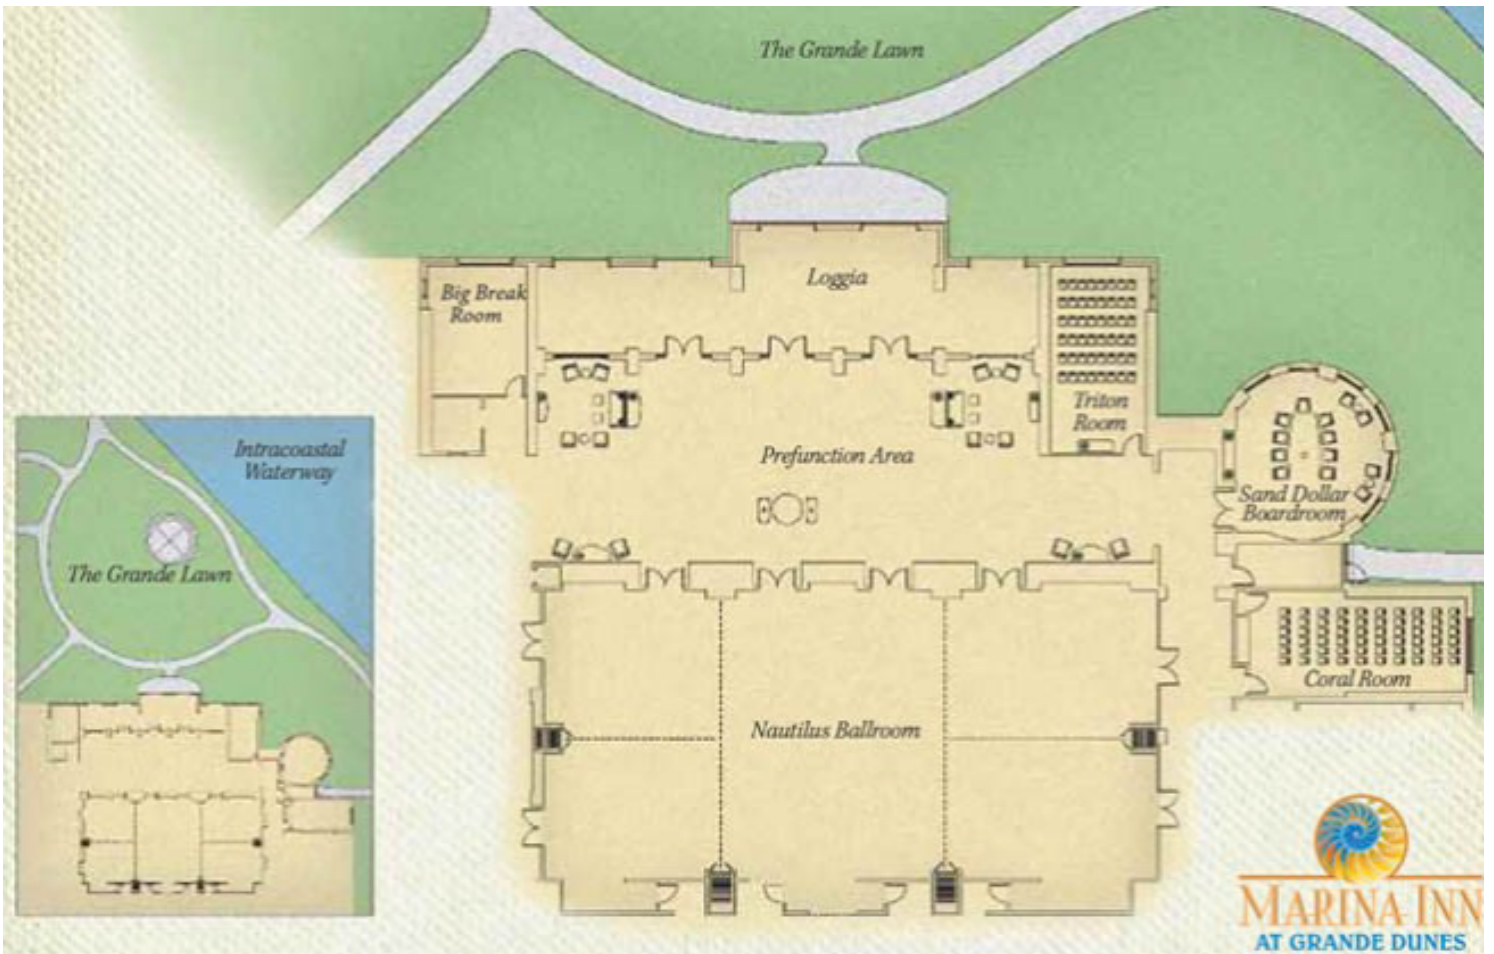 The Grande Lawn
Loggia
Big Break
Room
Triton
Room
Prefunction Area
Sand Dollar
Boardroom
Intracoastal
Waterway
The Grande Lawn
Coral Room
Nautilus Ballroom
MARINA INN
AT GRANDE DUNES